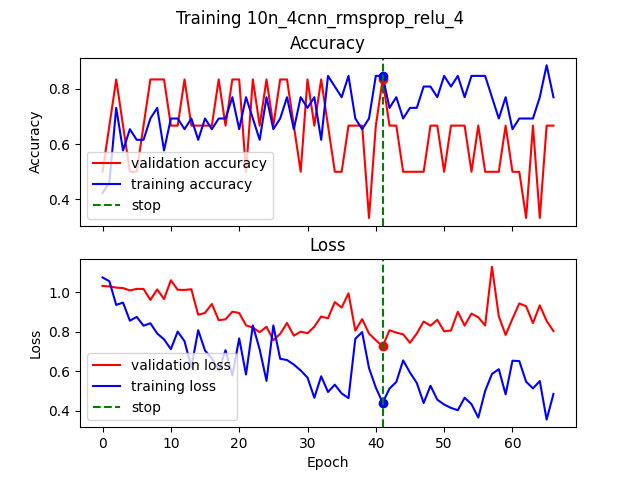 Training 10n_4cnn_rmsprop_relu_4
Accuracy
Accuracy
0.8
0.6
0.4
validation accuracy
training accuracy
stop
Loss
Loss
1.0
0.8
0.6
0.4
validation loss
training loss
stop
0 10 20 30 40 50 60
Epoch